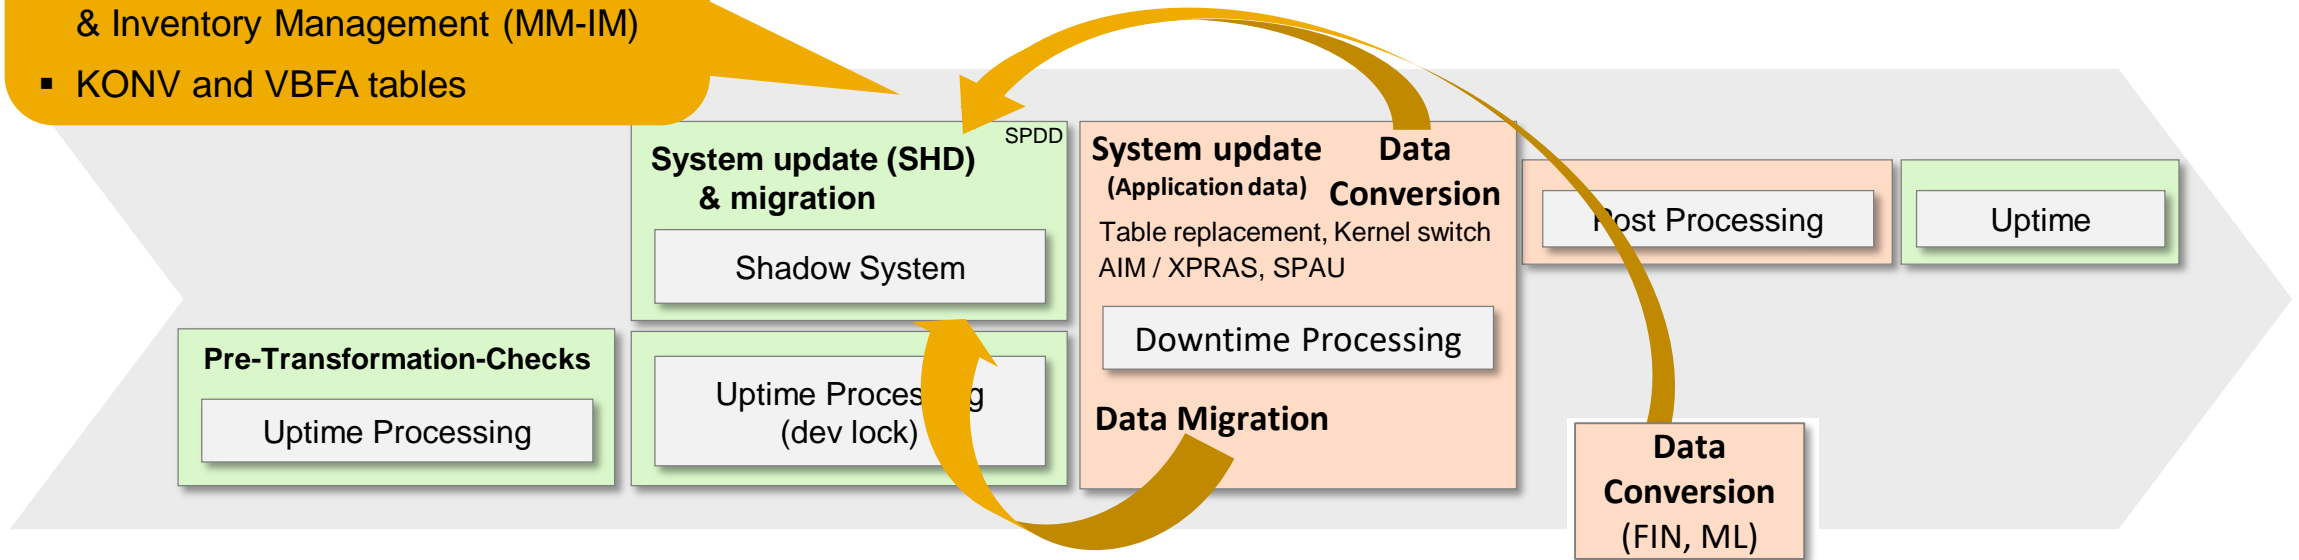 & Inventory Management (MM-IM)
▪ KONV and VBFA tables
SPDD
System update (SHD)
& migration
Shadow System
Pre-Transformation-Checks
Uptime Processing
Uptime
(dev lock)
System update
(Application data)
Data
Conversion
Table replacement, Kernel switch
AIM / XPRAS, SPAU
Downtime Processing
Data Migration
Post Processing
Uptime
Data
Conversion
(FIN, ML)